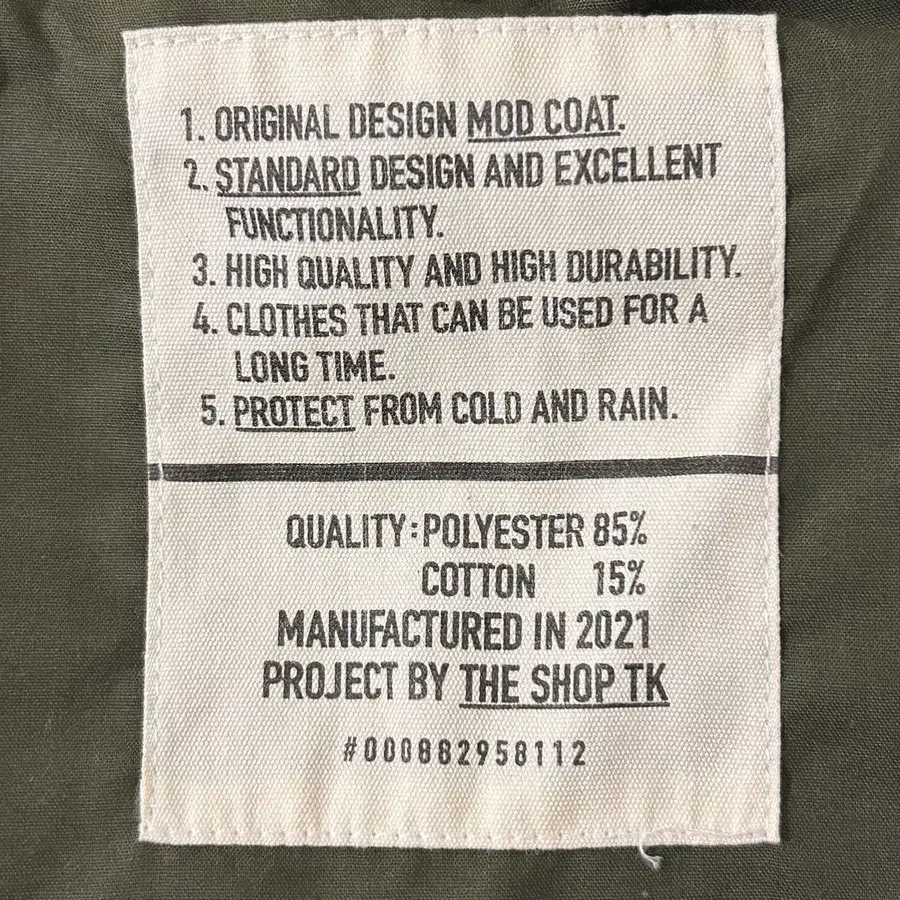 1. ORIGINAL DESIGN MOD COAT.
2. STANDARD DESIGN AND EXCELLENT
FUNCTIONALITY.
3. HIGH QUALITY AND HIGH DURABILITY.
4. CLOTHES THAT CAN BE USED FOR A
LONG TIME.
5. PROTECT FROM COLD AND RAIN.
QUALITY:POLYESTER 85%
COTTON 15%
MANUFACTURED IN 2021
PROJECT BY THE SHOP TK
#000882958112